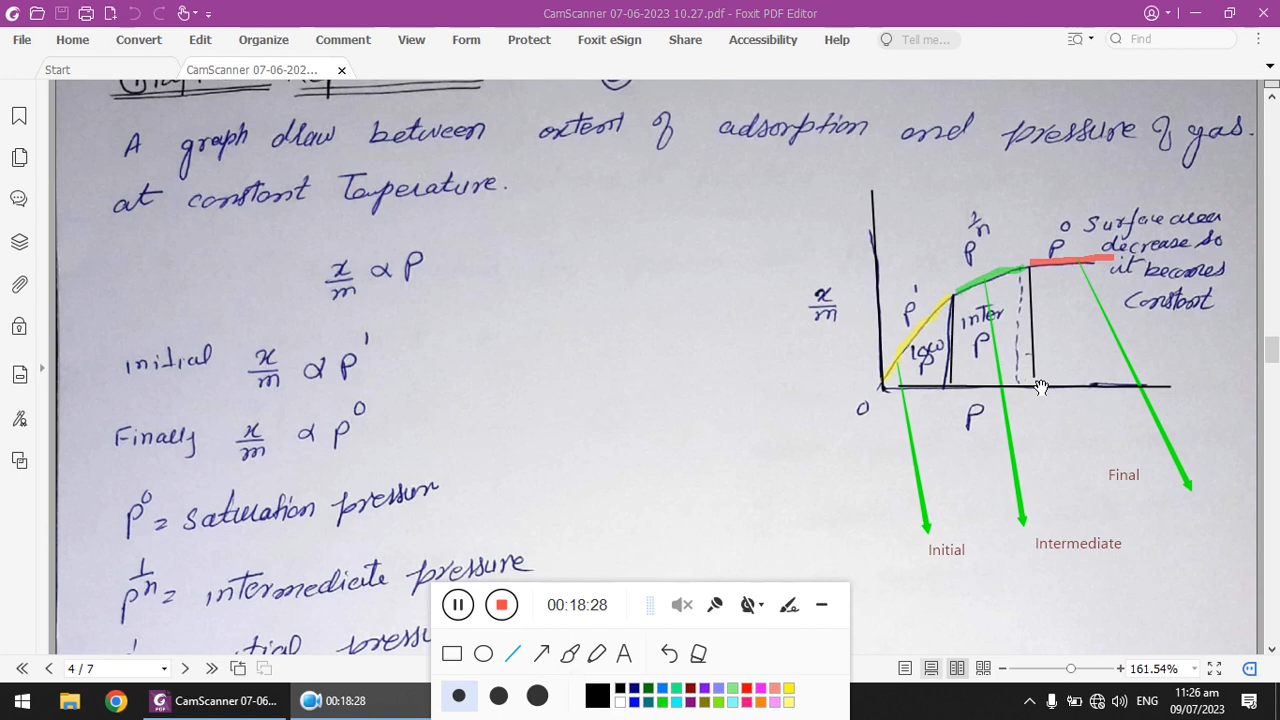 CamScanner 07-06-2023 10.27.pdf - Foxit PDF Editor
File Home Convert Edit Organize Comment View Form Protect Foxit eSign Share Accessibility Help Tell me... Find
Start CamScanner 07-06-202...
A graph draw between extent of adsorption and pressure of gas.
at constant Temperature.
x/m ∝ P
Initial x/m ∝ P¹
Finally x/m ∝ P⁰
P⁰ = Saturation pressure
P^1/n = intermediate pressure
x/m
P¹
P^1/n
P⁰
Surface area
decrease so
it becomes
Constant
low
P
inter
P
O
P
Initial
Intermediate
Final
00:18:28
A
4 / 7
161.54%
CamScanner 07-06-... 00:18:28
ENG
11:26 am
09/07/2023